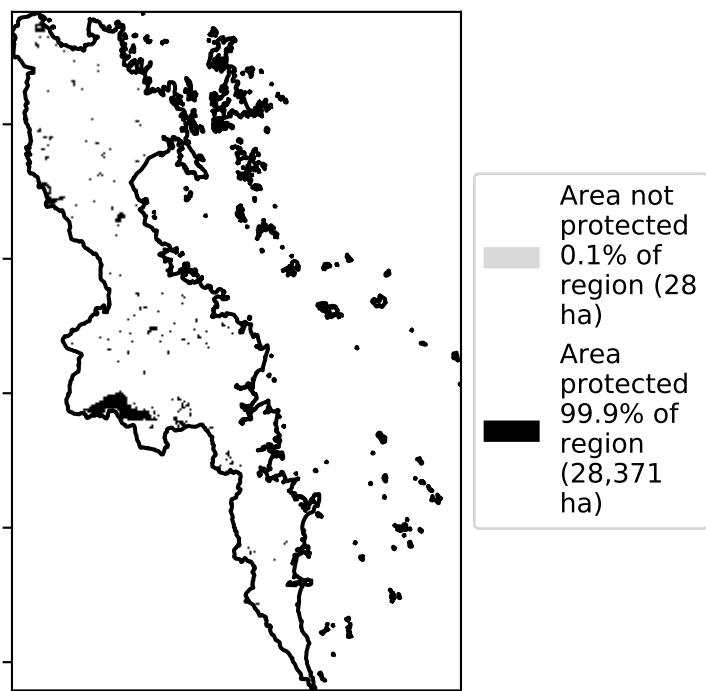 Area not
protected
0.1% of
region (28
ha)
Area
protected
99.9% of
region
(28,371
ha)